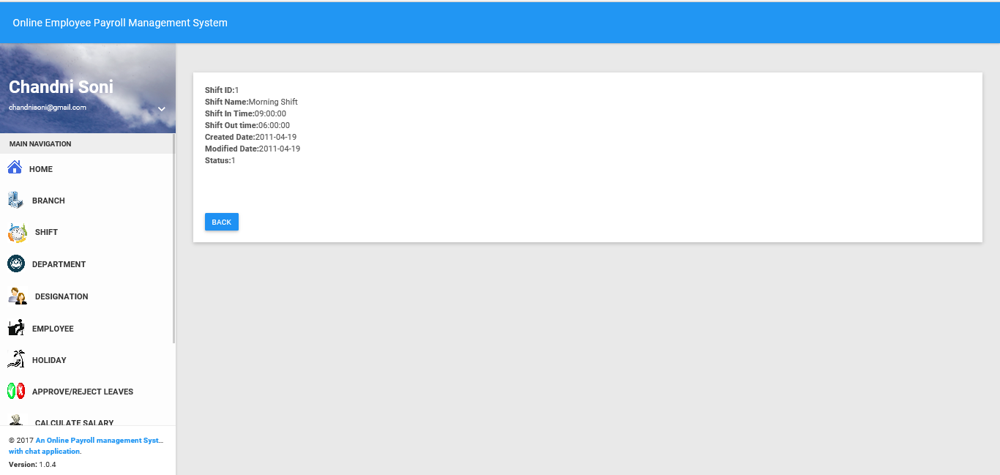 Online Employee Payroll Management System
Chandni Soni
chandnisoni@gmail.com
MAIN NAVIGATION
HOME
BRANCH
SHIFT
DEPARTMENT
DESIGNATION
EMPLOYEE
HOLIDAY
APPROVE/REJECT LEAVES
CALCULATE SALARY
© 2017 An Online Payroll management Syst...
with chat application.
Version: 1.0.4
Shift ID:1
Shift Name:Morning Shift
Shift In Time:09:00:00
Shift Out time:06:00:00
Created Date:2011-04-19
Modified Date:2011-04-19
Status:1
BACK